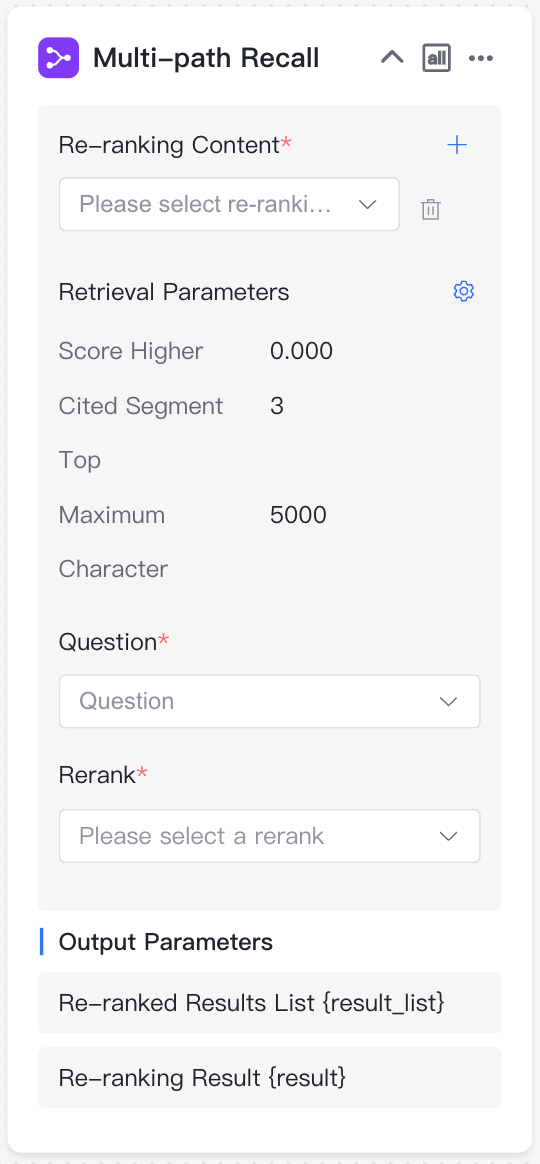 Multi-path Recall
all
Re-ranking Content*
Please select re-ranki...
Retrieval Parameters
Score Higher 0.000
Cited Segment 3
Top
Maximum 5000
Character
Question*
Question
Rerank*
Please select a rerank
Output Parameters
Re-ranked Results List {result_list}
Re-ranking Result {result}